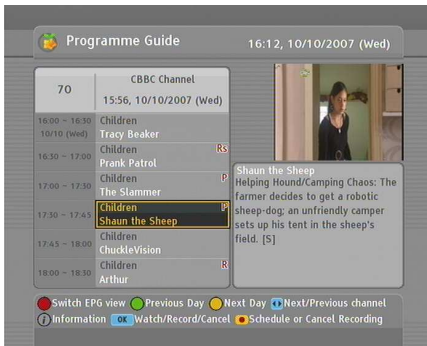 Programme Guide
16:12, 10/10/2007 (Wed)
70
CBBC Channel
15:56, 10/10/2007 (Wed)
16:00 ~ 16:30
10/10 (Wed)
Children
Tracy Beaker
16:30 ~ 17:00
Children
Rs
Prank Patrol
17:00 ~ 17:30
Children
P
The Slammer
17:30 ~ 17:45
Children
P
Shaun the Sheep
17:45 ~ 18:00
Children
ChuckleVision
18:00 ~ 18:30
Children
R
Arthur
Shaun the Sheep
Helping Hound/Camping Chaos: The
farmer decides to get a robotic
sheep-dog; an unfriendly camper
sets up his tent in the sheep's
field. [S]
Switch EPG view Previous Day Next Day Next/Previous channel
i Information OK Watch/Record/Cancel Schedule or Cancel Recording